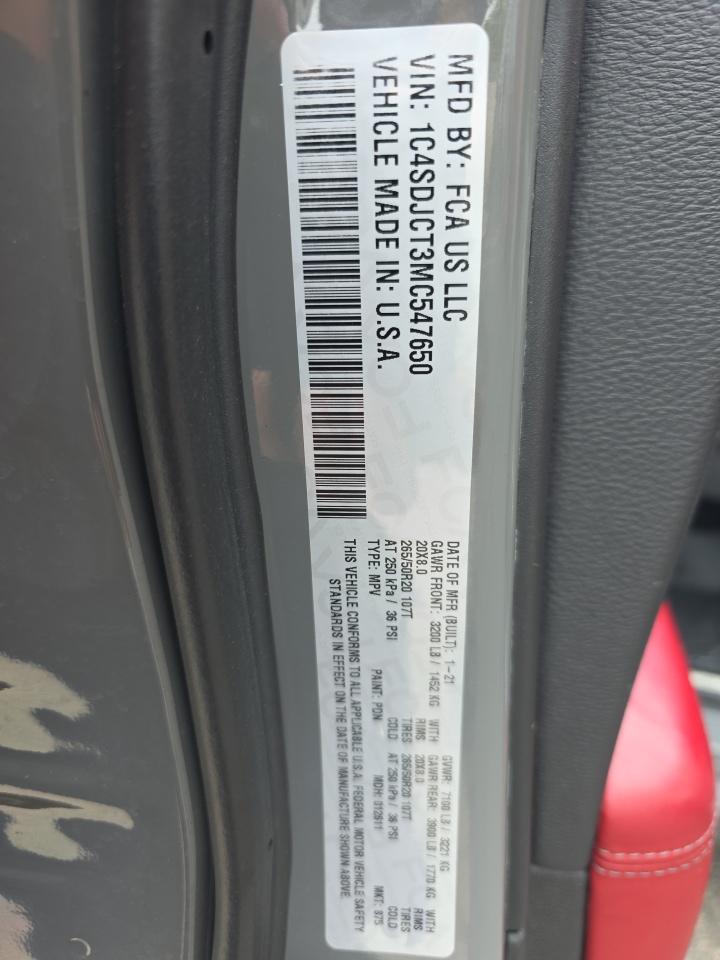 MFD BY: FCA US LLC
VIN: 1C4SDJCT3MC547650
VEHICLE MADE IN: U.S.A.
DATE OF MFR (BUILT): 1-21 GVWR: 7100 LB / 3221 KG
GAWR FRONT: 3200 LB / 1452 KG WITH GAWR REAR: 3900 LB / 1770 KG WITH
20X8.0 RIMS 20X8.0 RIMS
265/50R20 107T TIRES 265/50R20 107T TIRES
AT 250 kPa / 36 PSI COLD AT 250 kPa / 36 PSI COLD
TYPE: MPV PAINT: PDN MDH: 012611 MKT: 875
THIS VEHICLE CONFORMS TO ALL APPLICABLE U.S.A. FEDERAL MOTOR VEHICLE SAFETY
STANDARDS IN EFFECT ON THE DATE OF MANUFACTURE SHOWN ABOVE.